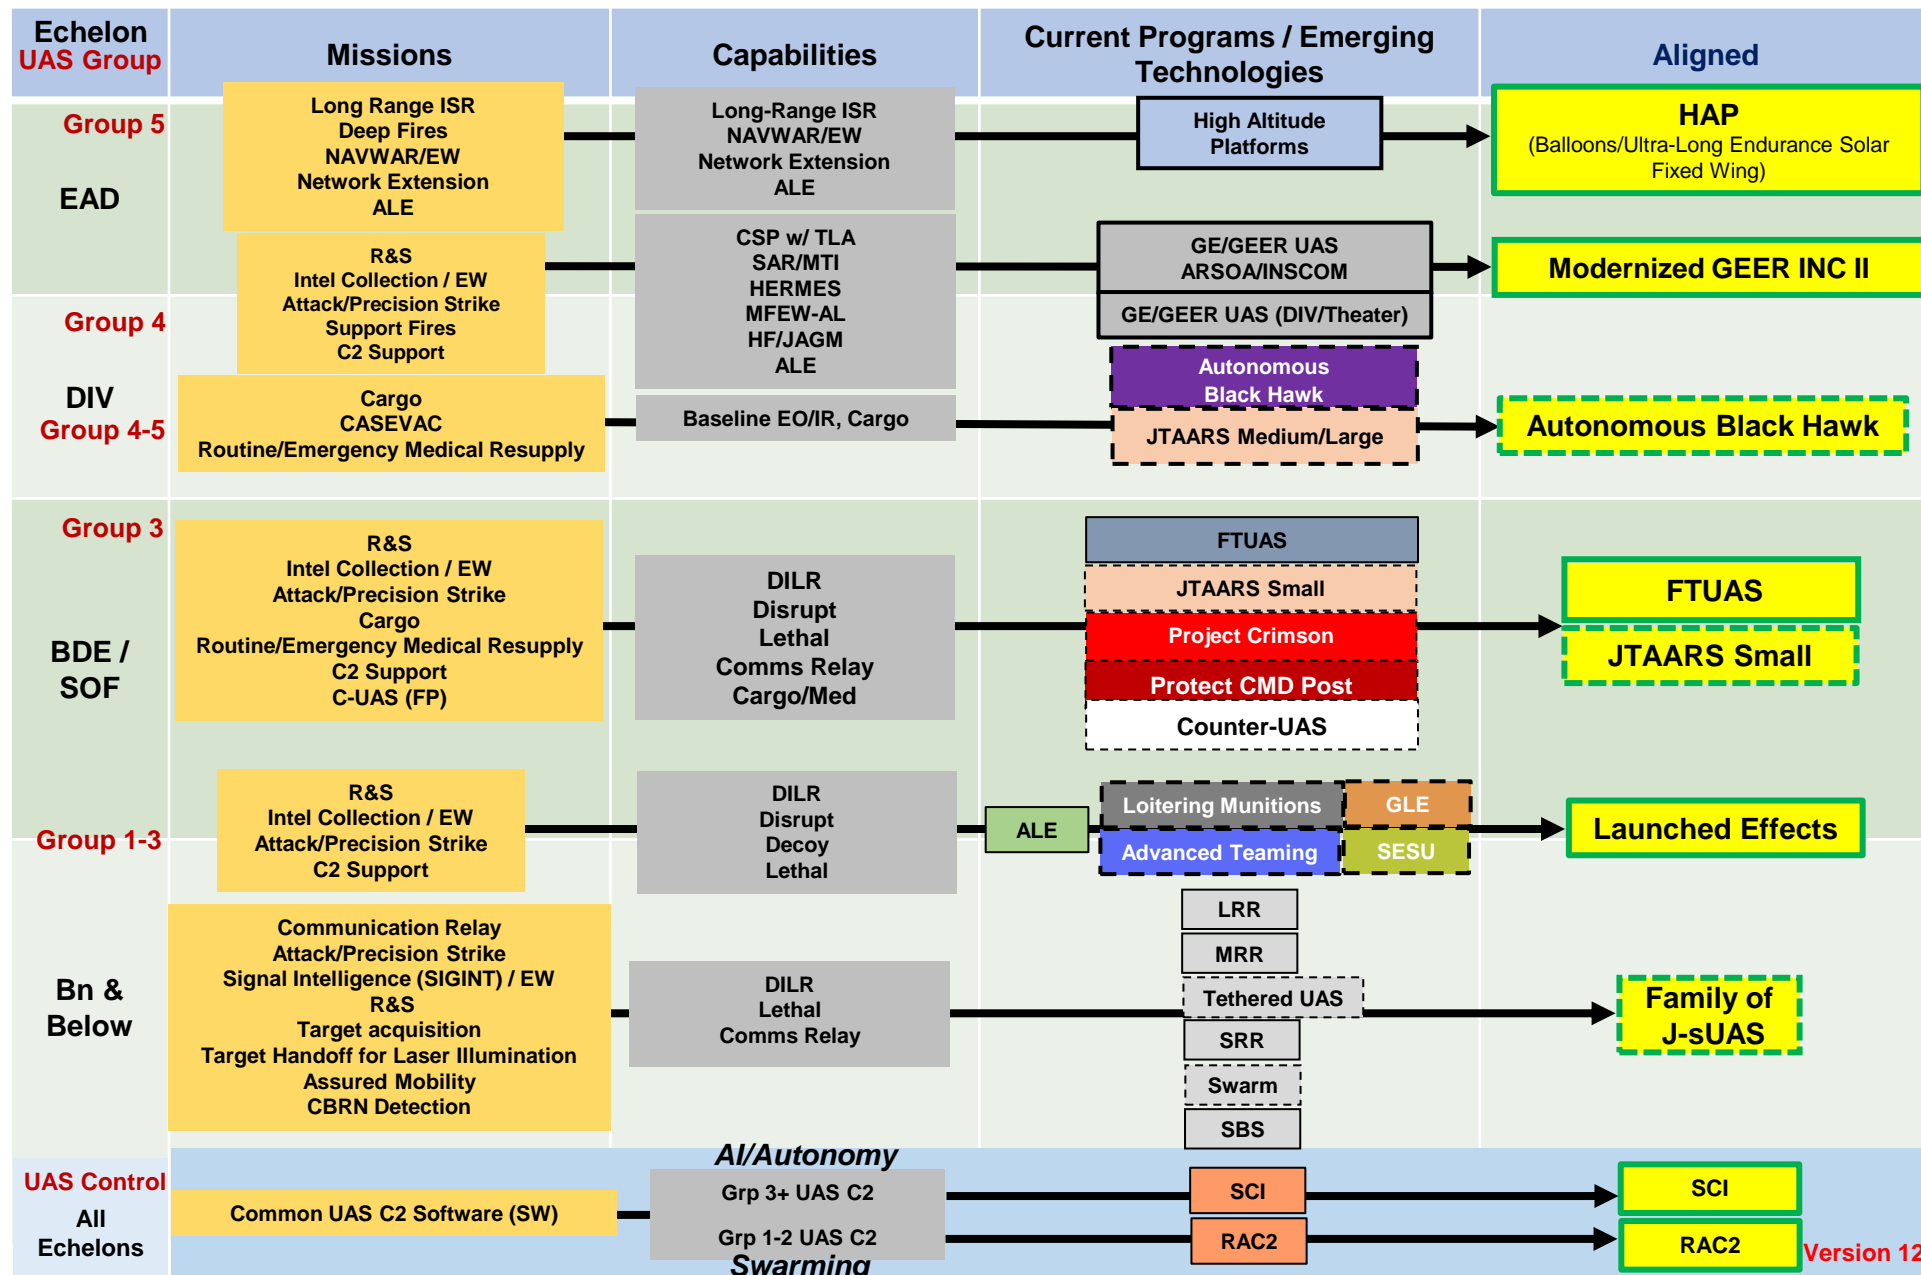 Echelon
UAS Group
Missions
Capabilities
Current Programs / Emerging
Technologies
Aligned
Group 5
EAD
Long Range ISR
Deep Fires
NAVWAR/EW
Network Extension
ALE
Long-Range ISR
NAVWAR/EW
Network Extension
ALE
High Altitude
Platforms
HAP
(Balloons/Ultra-Long Endurance Solar
Fixed Wing)
R&S
Intel Collection / EW
Attack/Precision Strike
Support Fires
C2 Support
CSP w/ TLA
SAR/MTI
HERMES
MFEW-AL
HF/JAGM
ALE
GE/GEER UAS
ARSOA/INSCOM
GE/GEER UAS (DIV/Theater)
Modernized GEER INC II
Group 4
DIV
Group 4-5
Cargo
CASEVAC
Routine/Emergency Medical Resupply
Baseline EO/IR, Cargo
Autonomous
Black Hawk
JTAARS Medium/Large
Autonomous Black Hawk
Group 3
BDE /
SOF
R&S
Intel Collection / EW
Attack/Precision Strike
Cargo
Routine/Emergency Medical Resupply
C2 Support
C-UAS (FP)
DILR
Disrupt
Lethal
Comms Relay
Cargo/Med
FTUAS
JTAARS Small
Project Crimson
Protect CMD Post
Counter-UAS
FTUAS
JTAARS Small
Group 1-3
R&S
Intel Collection / EW
Attack/Precision Strike
C2 Support
DILR
Disrupt
Decoy
Lethal
ALE
Loitering Munitions
GLE
Advanced Teaming
SESU
Launched Effects
Bn &
Below
Communication Relay
Attack/Precision Strike
Signal Intelligence (SIGINT) / EW
R&S
Target acquisition
Target Handoff for Laser Illumination
Assured Mobility
CBRN Detection
DILR
Lethal
Comms Relay
LRR
MRR
Tethered UAS
SRR
Swarm
SBS
Family of
J-sUAS
UAS Control
All
Echelons
Common UAS C2 Software (SW)
AI/Autonomy
Grp 3+ UAS C2
Grp 1-2 UAS C2
Swarming
SCI
RAC2
SCI
RAC2
Version 12